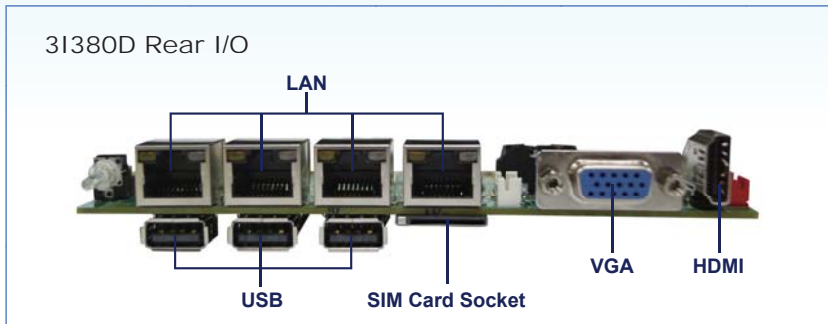 3I380D Rear I/O
LAN
VGA
HDMI
USB
SIM Card Socket